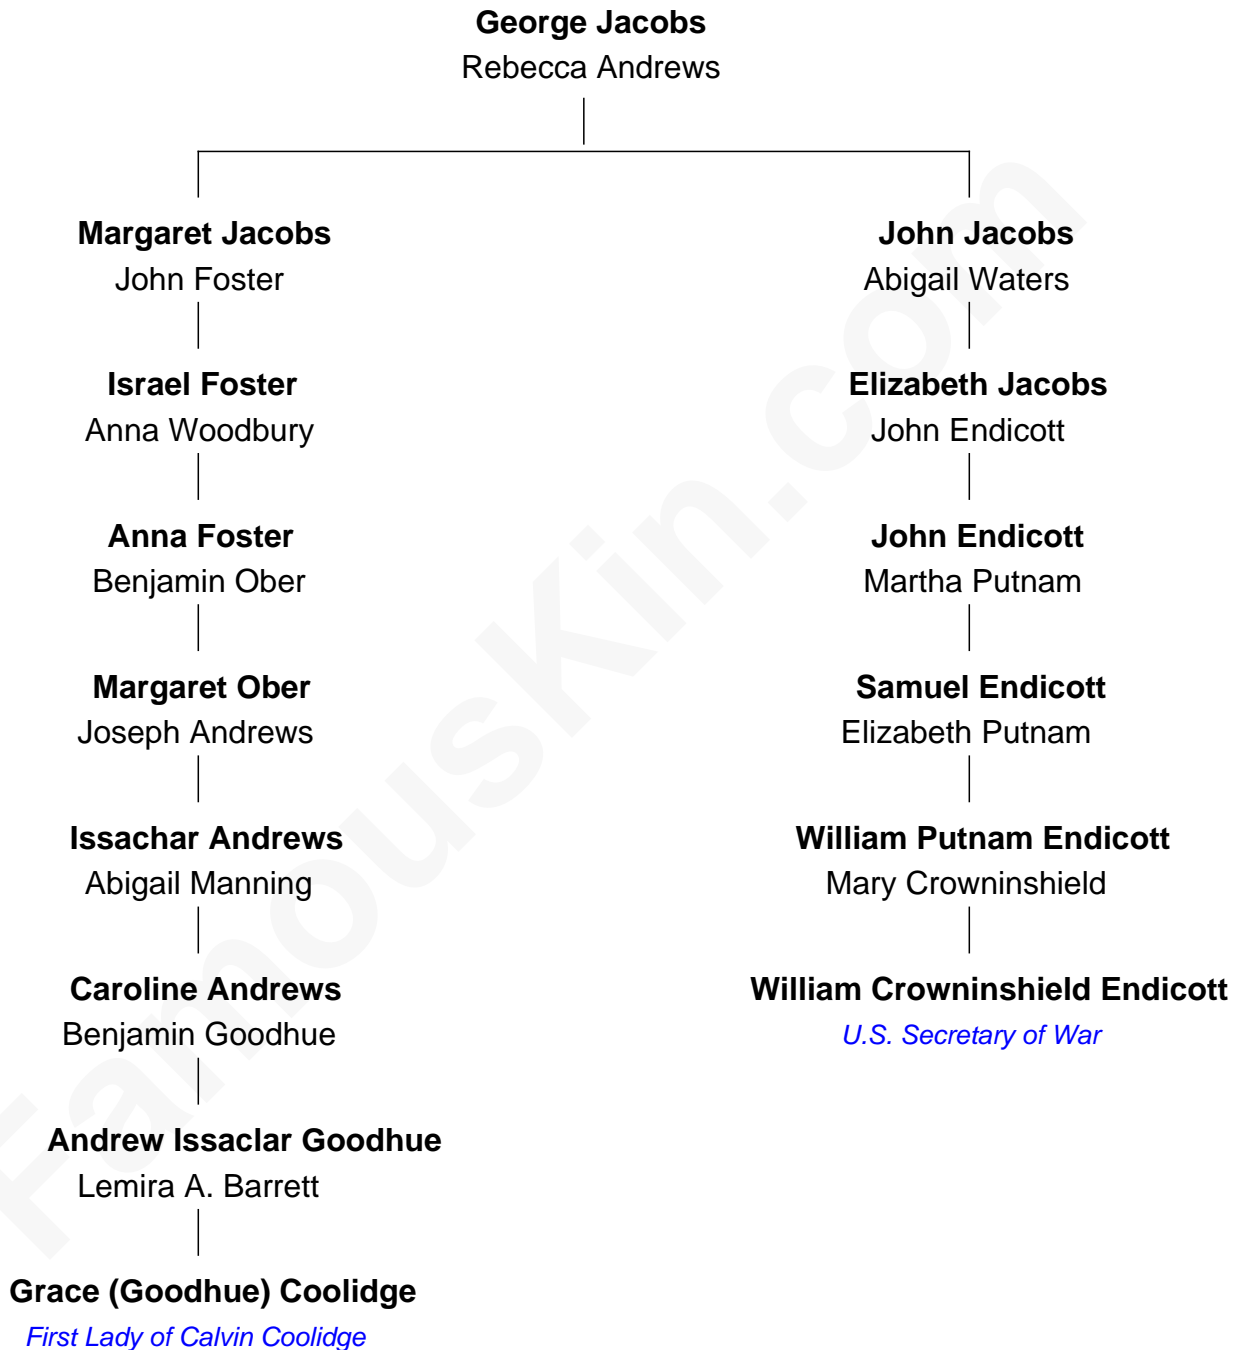 George Jacobs
Rebecca Andrews
Margaret Jacobs
John Foster
John Jacobs
Abigail Waters
Israel Foster
Anna Woodbury
Elizabeth Jacobs
John Endicott
Anna Foster
Benjamin Ober
John Endicott
Martha Putnam
Margaret Ober
Joseph Andrews
Samuel Endicott
Elizabeth Putnam
Issachar Andrews
Abigail Manning
William Putnam Endicott
Mary Crowninshield
Caroline Andrews
Benjamin Goodhue
William Crowninshield Endicott
U.S. Secretary of War
Andrew Issaclar Goodhue
Lemira A. Barrett
Grace (Goodhue) Coolidge
First Lady of Calvin Coolidge
FamousKin.com